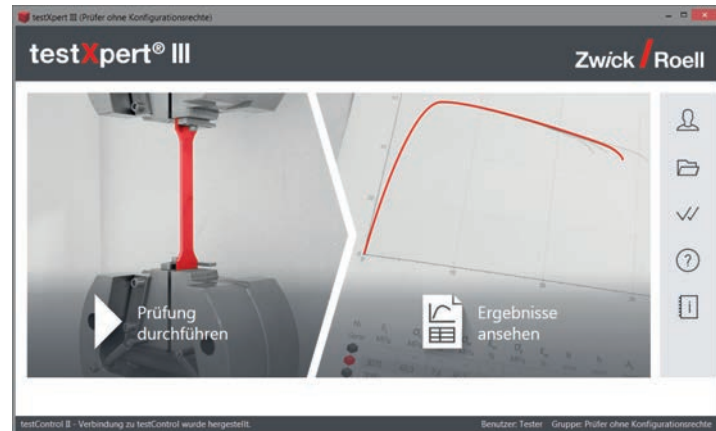 testXpert III (Prüfer ohne Konfigurationsrechte)
testXpert® III
Zwick / Roell
Prüfung
durchführen
Ergebnisse
ansehen
testControl II - Verbindung zu testControl wurde hergestellt.
Benutzer: Tester Gruppe: Prüfer ohne Konfigurationsrechte